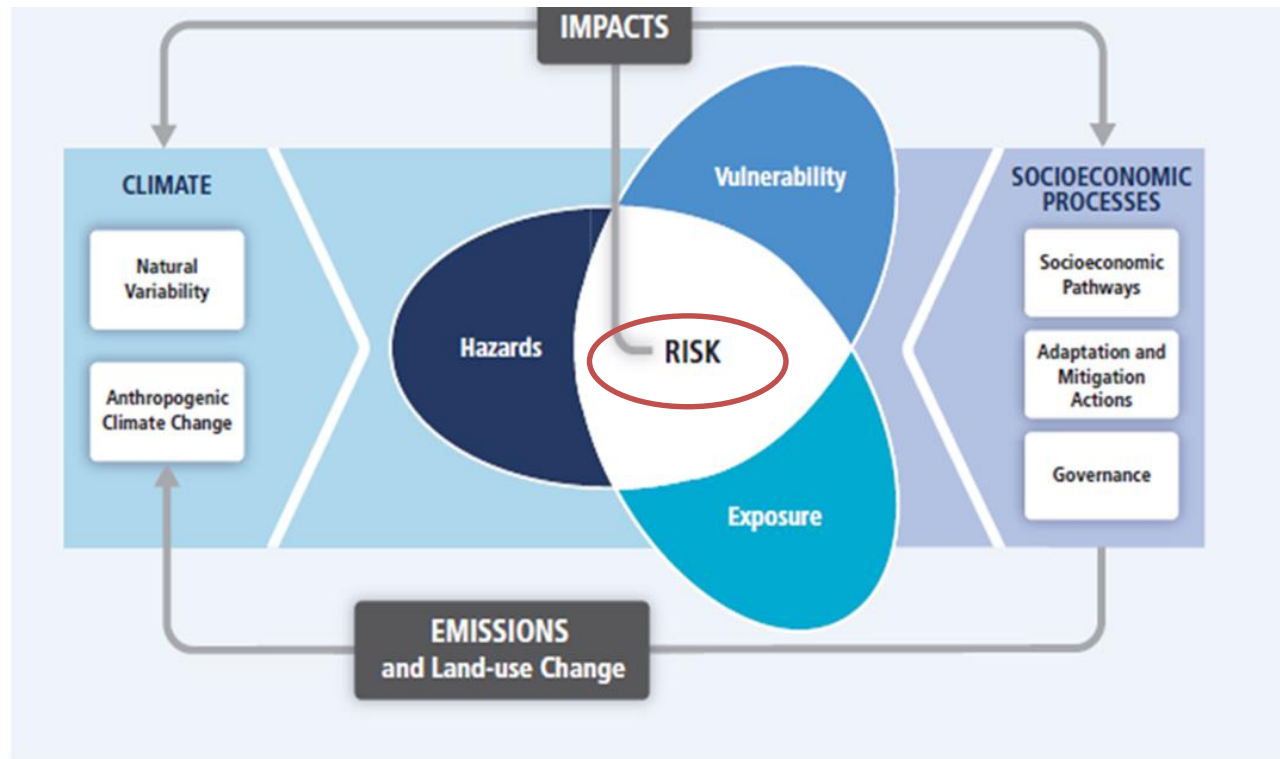 IMPACTS
CLIMATE
Natural
Variability
Anthropogenic
Climate Change
Hazards
Vulnerability
RISK
Exposure
SOCIOECONOMIC
PROCESSES
Socioeconomic
Pathways
Adaptation and
Mitigation
Actions
Governance
EMISSIONS
and Land-use Change